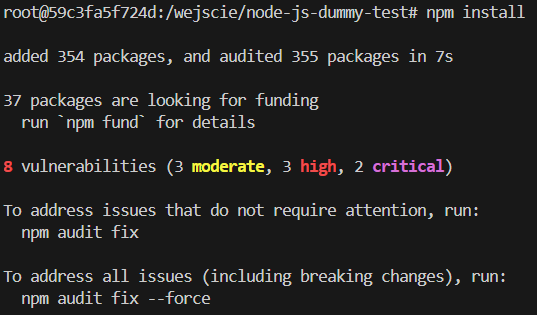 root@59c3fa5f724d:/wejscie/node-js-dummy-test# npm install
added 354 packages, and audited 355 packages in 7s
37 packages are looking for funding
run `npm fund` for details
8 vulnerabilities (3 moderate, 3 high, 2 critical)
To address issues that do not require attention, run:
npm audit fix
To address all issues (including breaking changes), run:
npm audit fix --force